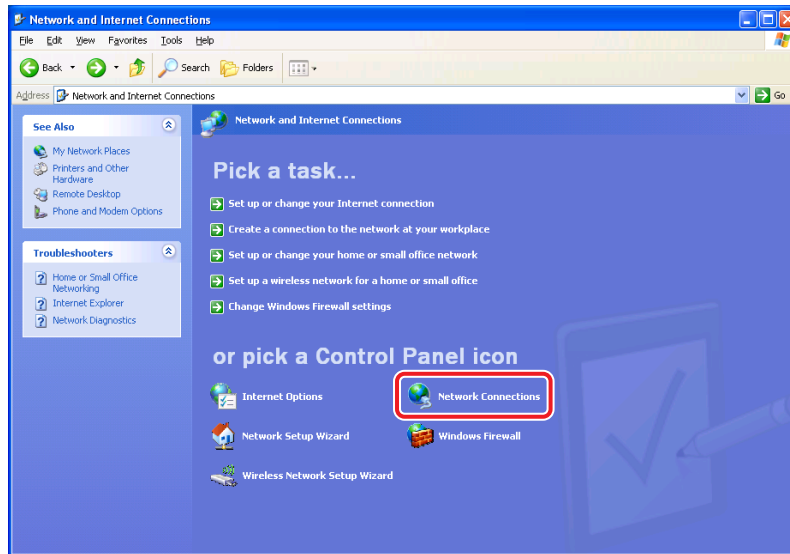 Network and Internet Connections
File Edit View Favorites Tools Help
Back Search Folders
Address Network and Internet Connections Go
See Also
My Network Places
Printers and Other
Hardware
Remote Desktop
Phone and Modem Options
Troubleshooters
Home or Small Office
Networking
Internet Explorer
Network Diagnostics
Network and Internet Connections
Pick a task...
Set up or change your Internet connection
Create a connection to the network at your workplace
Set up or change your home or small office network
Set up a wireless network for a home or small office
Change Windows Firewall settings
or pick a Control Panel icon
Internet Options Network Connections
Network Setup Wizard Windows Firewall
Wireless Network Setup Wizard